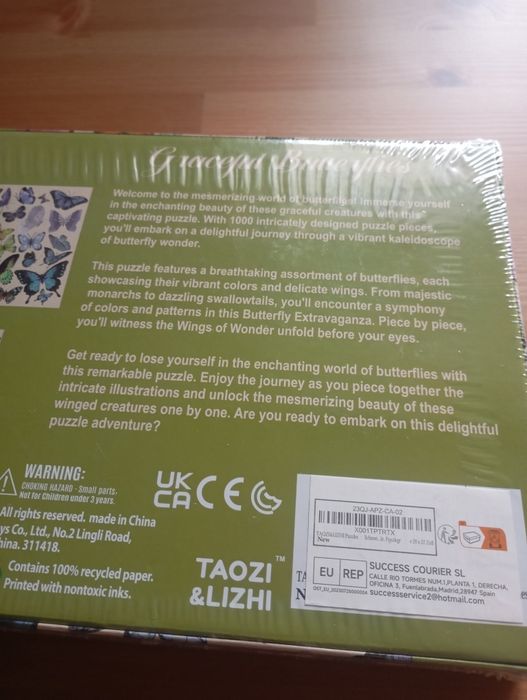 Graceful Butterflies
Welcome to the mesmerizing world of butterflies! Immerse yourself
in the enchanting beauty of these graceful creatures with this
captivating puzzle. With 1000 intricately designed puzzle pieces,
you'll embark on a delightful journey through a vibrant kaleidoscope
of butterfly wonder.
This puzzle features a breathtaking assortment of butterflies, each
showcasing their vibrant colors and delicate wings. From majestic
monarchs to dazzling swallowtails, you'll encounter a symphony
of colors and patterns in this Butterfly Extravaganza. Piece by piece,
you'll witness the Wings of Wonder unfold before your eyes.
Get ready to lose yourself in the enchanting world of butterflies with
this remarkable puzzle. Enjoy the journey as you piece together the
intricate illustrations and unlock the mesmerizing beauty of these
winged creatures one by one. Are you ready to embark on this delightful
puzzle adventure?
WARNING:
CHOKING HAZARD - Small parts.
Not for Children under 3 years.
UK
CA CE
All rights reserved. made in China
ys Co., Ltd., No.2 Lingli Road,
hina. 311418.
Contains 100% recycled paper.
Printed with nontoxic inks.
TAOZI™
&LIZHI
23QJ-APZ-CA-02
X001TPTRTX
New
EU REP
SUCCESS COURIER SL
CALLE RIO TORMES NUM.1,PLANTA 1, DERECHA,
OFICINA 3, Fuenlabrada,Madrid,28947 Spain
successservice2@hotmail.com